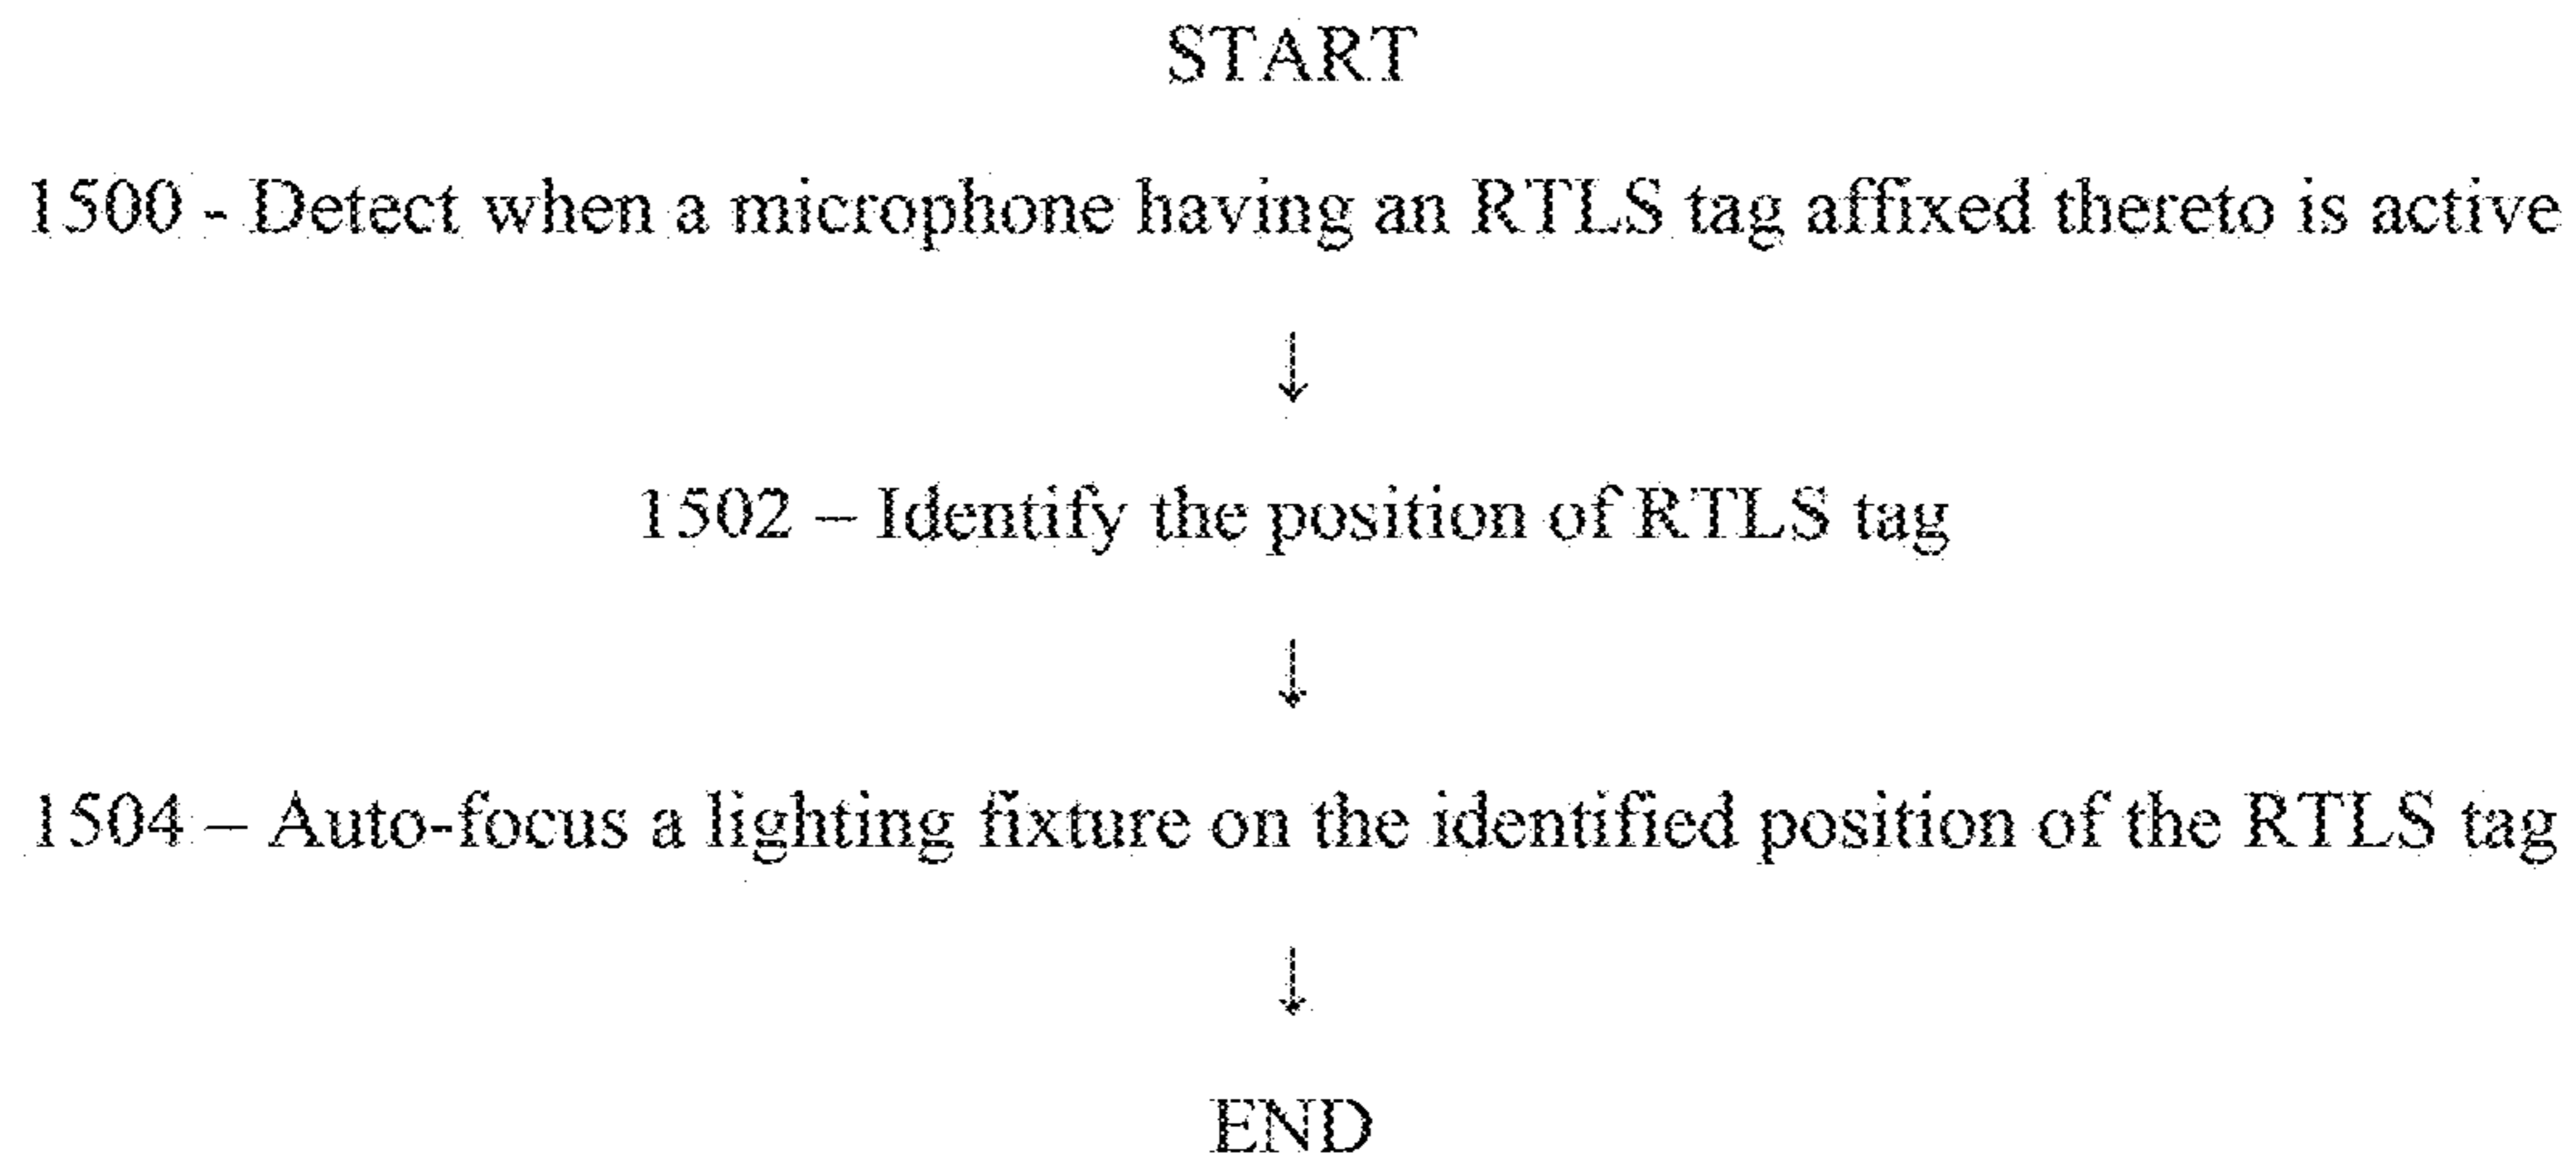 START
1500 - Detect when a microphone having an RTLS tag affixed thereto is active
↓
1502 – Identify the position of RTLS tag
↓
1504 – Auto-focus a lighting fixture on the identified position of the RTLS tag
↓
END